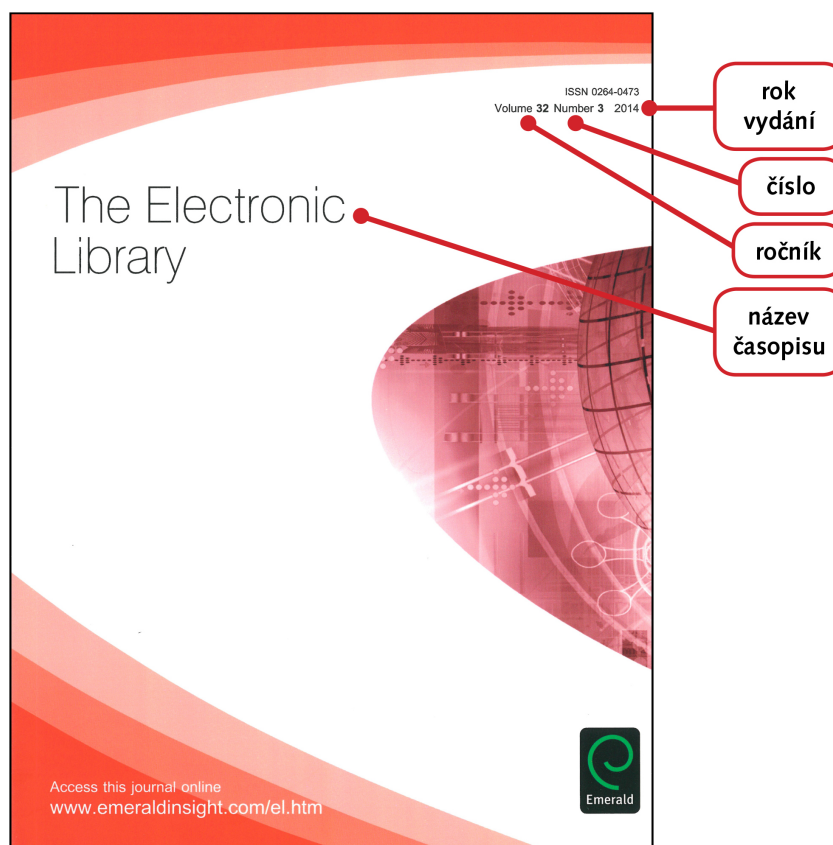 ISSN 0264-0473
Volume 32 Number 3 2014
The Electronic
Library
Access this journal online
www.emeraldinsight.com/el.htm
Emerald
rok
vydání
číslo
ročník
název
časopisu